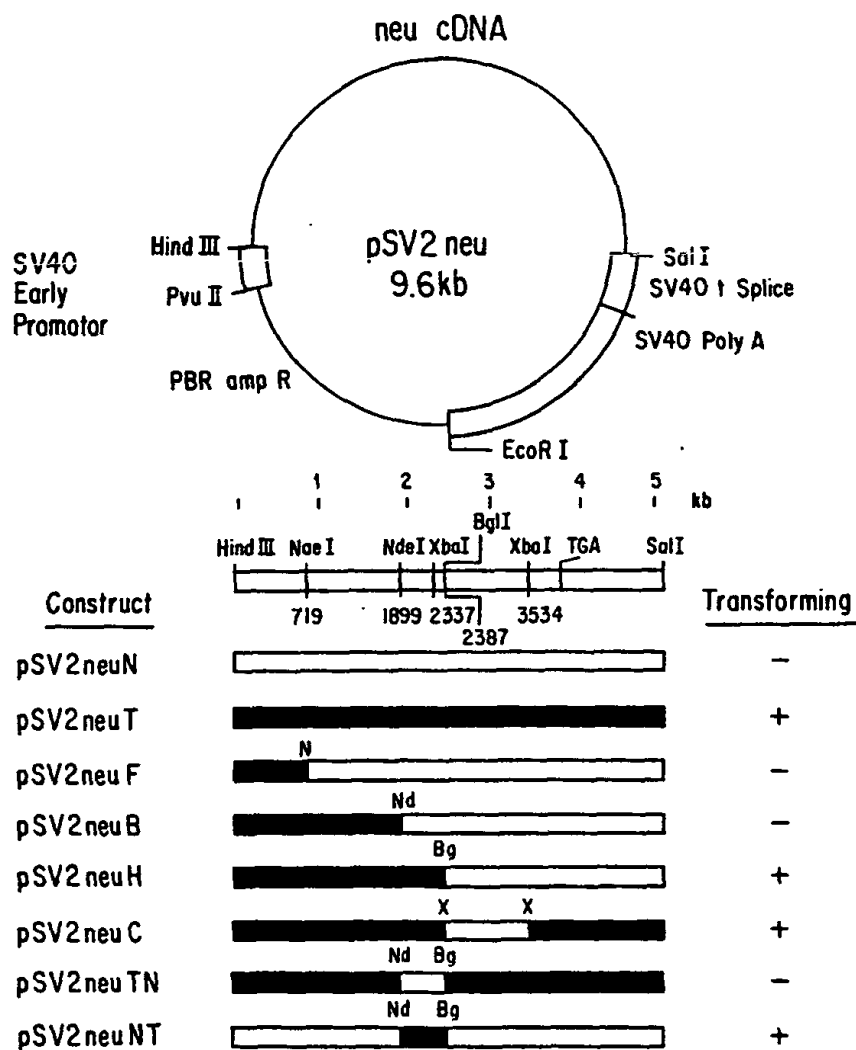 neu cDNA
Hind III
SV40
Early
Promotor
Pvu II
pSV2 neu
9.6kb
Sal I
SV40 t Splice
SV40 Poly A
PBR amp R
EcoR I
1 2 3 4 5 kb
BglI
Hind III Nae I NdeI XbaI XbaI TGA SalI
Construct 719 1899 2337 3534 Transforming
2387
pSV2neuN -
pSV2neuT +
N
pSV2neuF -
Nd
pSV2neuB -
Bg
pSV2neuH +
X X
pSV2neuC +
Nd Bg
pSV2neuTN -
Nd Bg
pSV2neuNT +